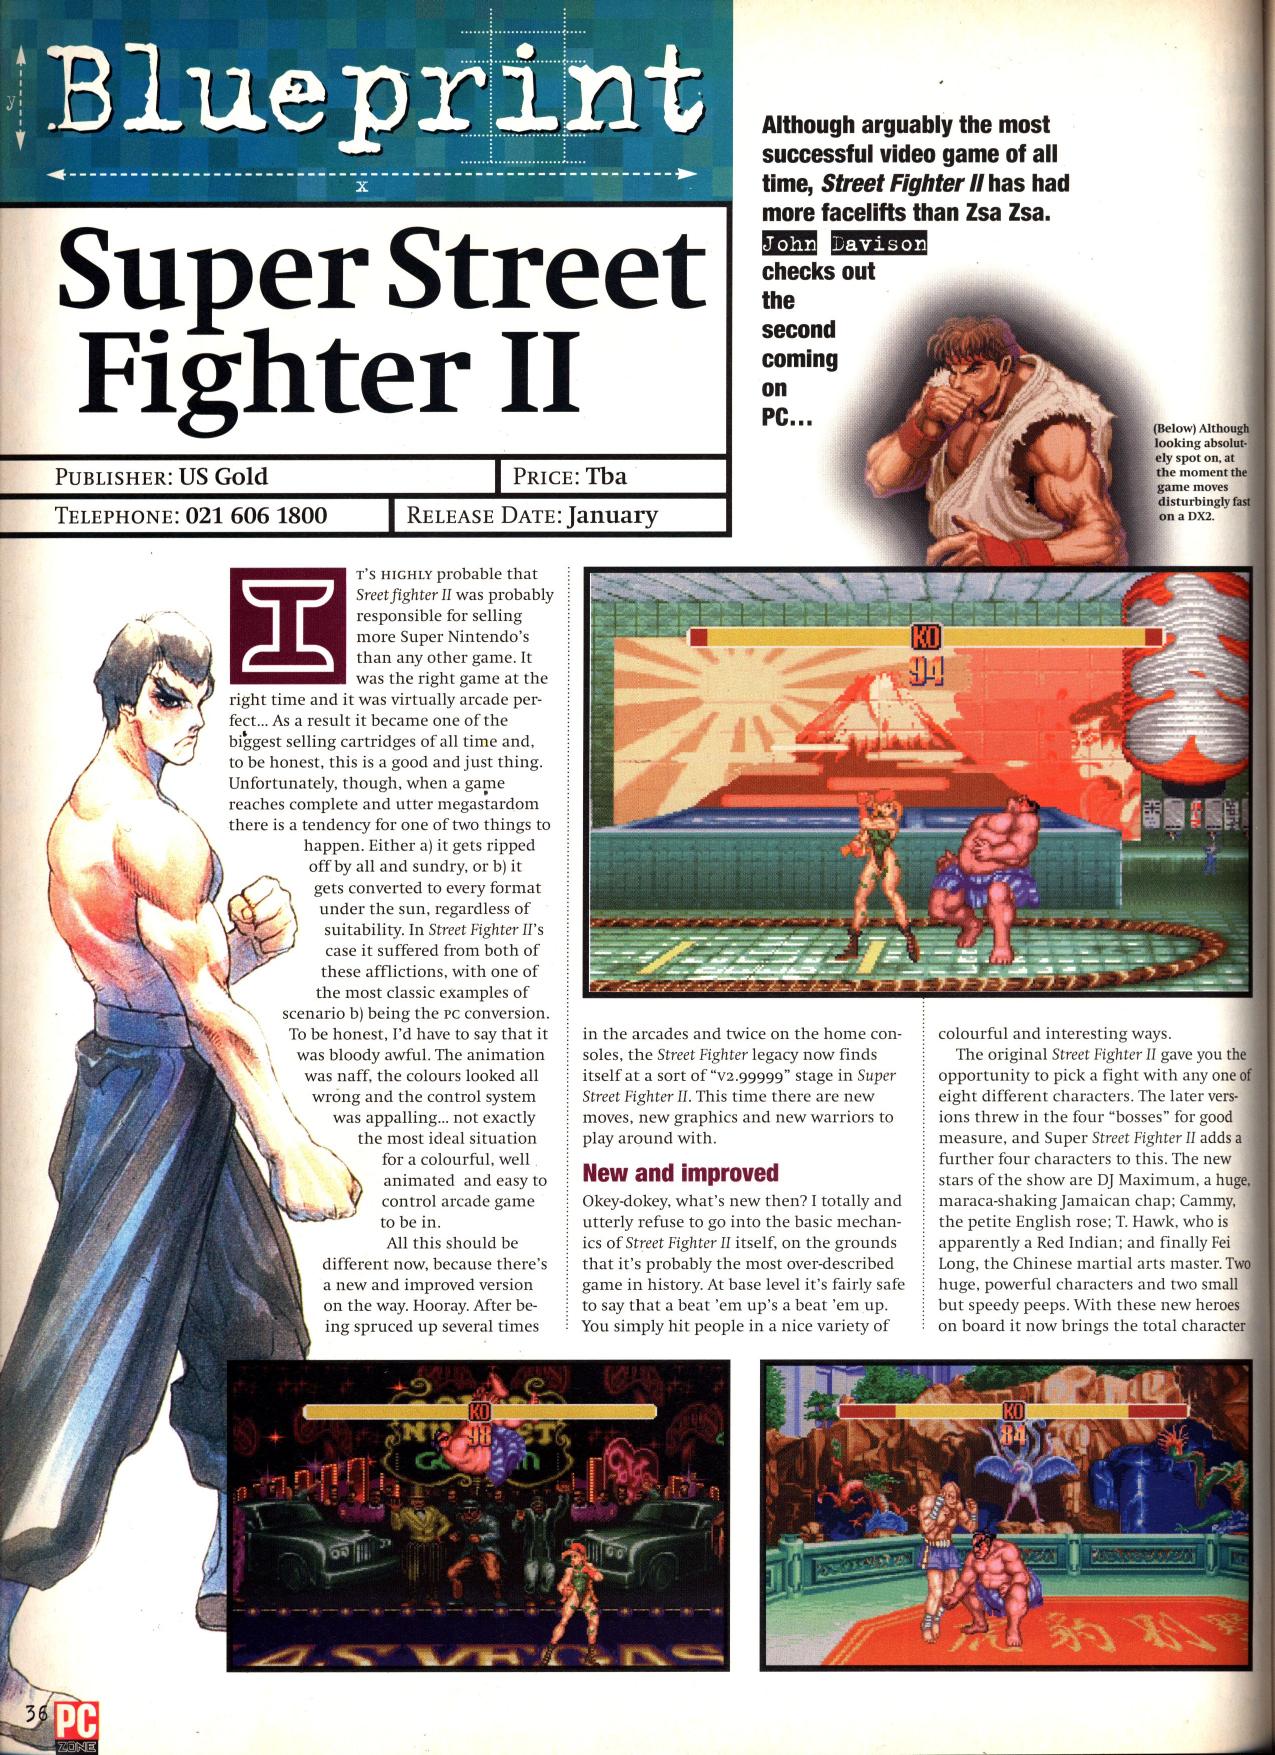 Blueprint
y
x
Super Street
Fighter II
PUBLISHER: US Gold
PRICE: Tba
TELEPHONE: 021 606 1800
RELEASE DATE: January
Although arguably the most
successful video game of all
time, Street Fighter II has had
more facelifts than Zsa Zsa.
John Davison
checks out
the
second
coming
on
PC...
(Below) Although
looking absolut-
ely spot on, at
the moment the
game moves
disturbingly fast
on a DX2.
IT'S HIGHLY probable that
Sreet fighter II was probably
responsible for selling
more Super Nintendo's
than any other game. It
was the right game at the
right time and it was virtually arcade per-
fect... As a result it became one of the
biggest selling cartridges of all time and,
to be honest, this is a good and just thing.
Unfortunately, though, when a game
reaches complete and utter megastardom
there is a tendency for one of two things to
happen. Either a) it gets ripped
off by all and sundry, or b) it
gets converted to every format
under the sun, regardless of
suitability. In Street Fighter II's
case it suffered from both of
these afflictions, with one of
the most classic examples of
scenario b) being the PC conversion.
To be honest, I'd have to say that it
was bloody awful. The animation
was naff, the colours looked all
wrong and the control system
was appalling... not exactly
the most ideal situation
for a colourful, well
animated and easy to
control arcade game
to be in.
All this should be
different now, because there's
a new and improved version
on the way. Hooray. After be-
ing spruced up several times
KO
94
in the arcades and twice on the home con-
soles, the Street Fighter legacy now finds
itself at a sort of "V2.99999" stage in Super
Street Fighter II. This time there are new
moves, new graphics and new warriors to
play around with.
New and improved
Okey-dokey, what's new then? I totally and
utterly refuse to go into the basic mechan-
ics of Street Fighter II itself, on the grounds
that it's probably the most over-described
game in history. At base level it's fairly safe
to say that a beat 'em up's a beat 'em up.
You simply hit people in a nice variety of
colourful and interesting ways.
The original Street Fighter II gave you the
opportunity to pick a fight with any one of
eight different characters. The later vers-
ions threw in the four "bosses" for good
measure, and Super Street Fighter II adds a
further four characters to this. The new
stars of the show are DJ Maximum, a huge,
maraca-shaking Jamaican chap; Cammy,
the petite English rose; T. Hawk, who is
apparently a Red Indian; and finally Fei
Long, the Chinese martial arts master. Two
huge, powerful characters and two small
but speedy peeps. With these new heroes
on board it now brings the total character
KO
98
AS VEGAS
KO
84
36
PC
ZONE